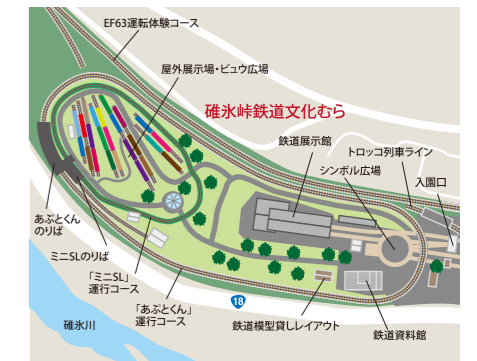 EF63運転体験コース
屋外展示場・ビュウ広場
碓氷峠鉄道文化むら
鉄道展示館
トロッコ列車ライン
シンボル広場
入園口
あぷとくん
のりば
ミニSLのりば
「ミニSL」
運行コース
「あぷとくん」
運行コース
18
碓氷川
鉄道模型貸しレイアウト
鉄道資料館